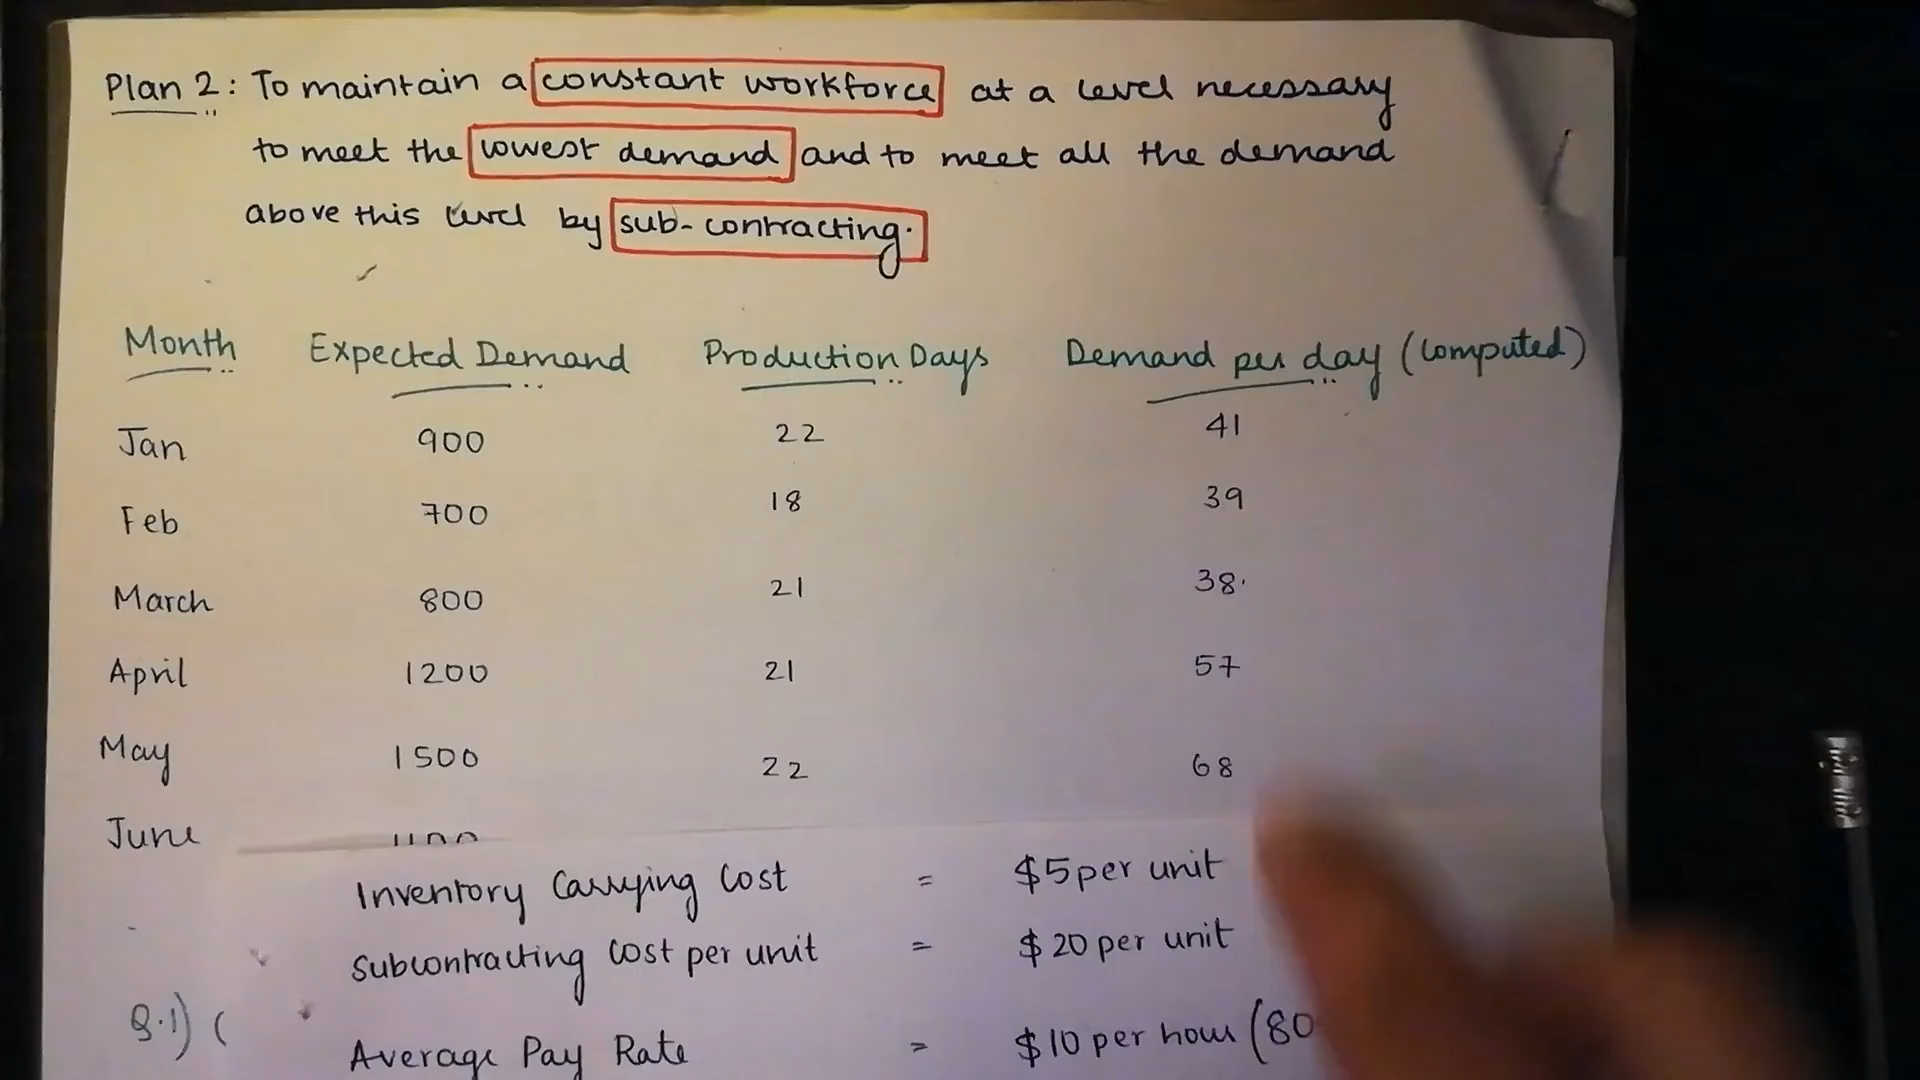 Plan 2: To maintain a constant workforce at a level necessary
to meet the lowest demand and to meet all the demand
above this level by sub-contracting.
Month Expected Demand Production Days Demand per day (computed)
Jan 900 22 41
Feb 700 18 39
March 800 21 38.
April 1200 21 57
May 1500 22 68
June
Inventory Carrying Cost = $5 per unit
Subcontracting Cost per unit = $20 per unit
Q.1) (
Average Pay Rate = $10 per hour (80